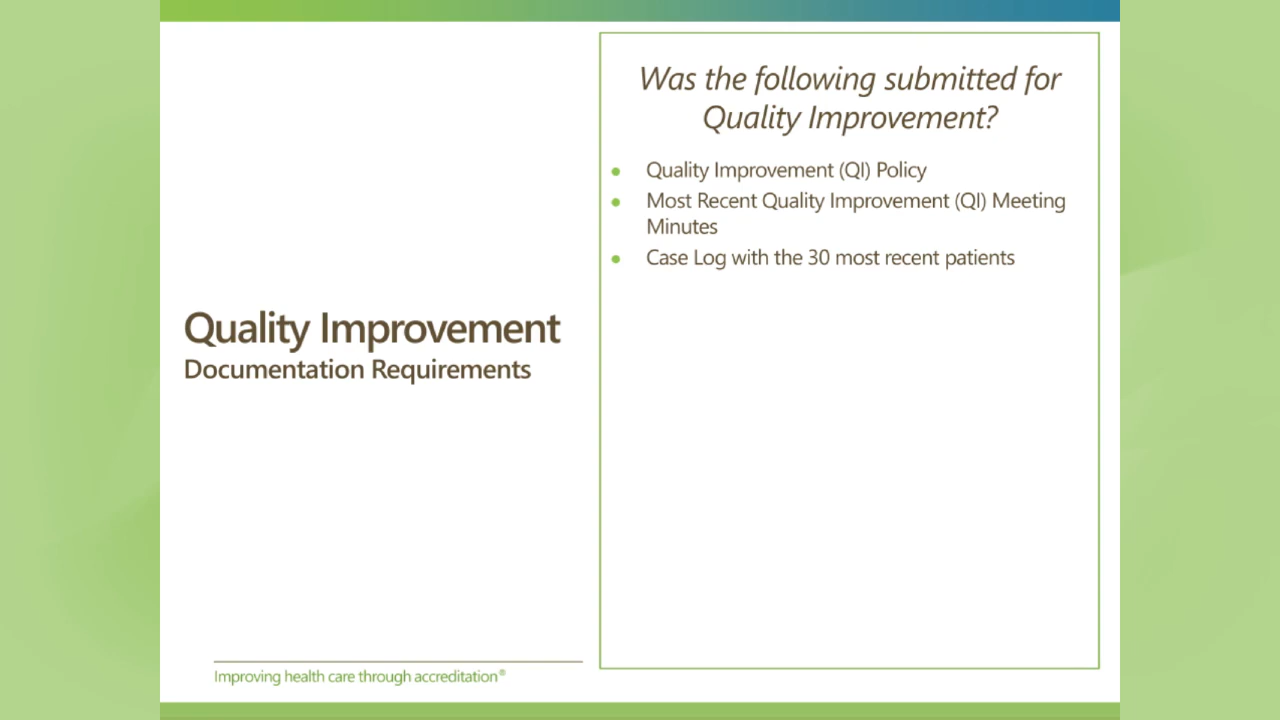 Quality Improvement
Documentation Requirements
Was the following submitted for
Quality Improvement?
● Quality Improvement (QI) Policy
● Most Recent Quality Improvement (QI) Meeting
Minutes
● Case Log with the 30 most recent patients
Improving health care through accreditation®